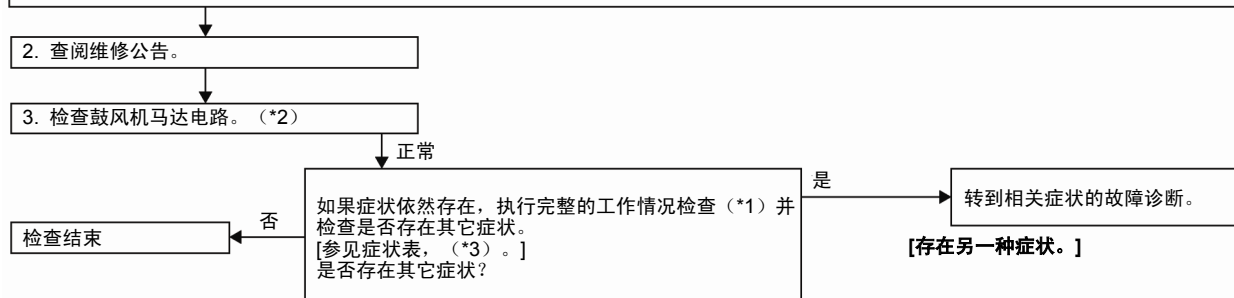 2. 查阅维修公告。
3. 检查鼓风机马达电路。（*2）
正常
如果症状依然存在，执行完整的工作情况检查（*1）并
检查是否存在其它症状。
[参见症状表，（*3）。]
是否存在其它症状？
是
转到相关症状的故障诊断。
[存在另一种症状。]
否
检查结束